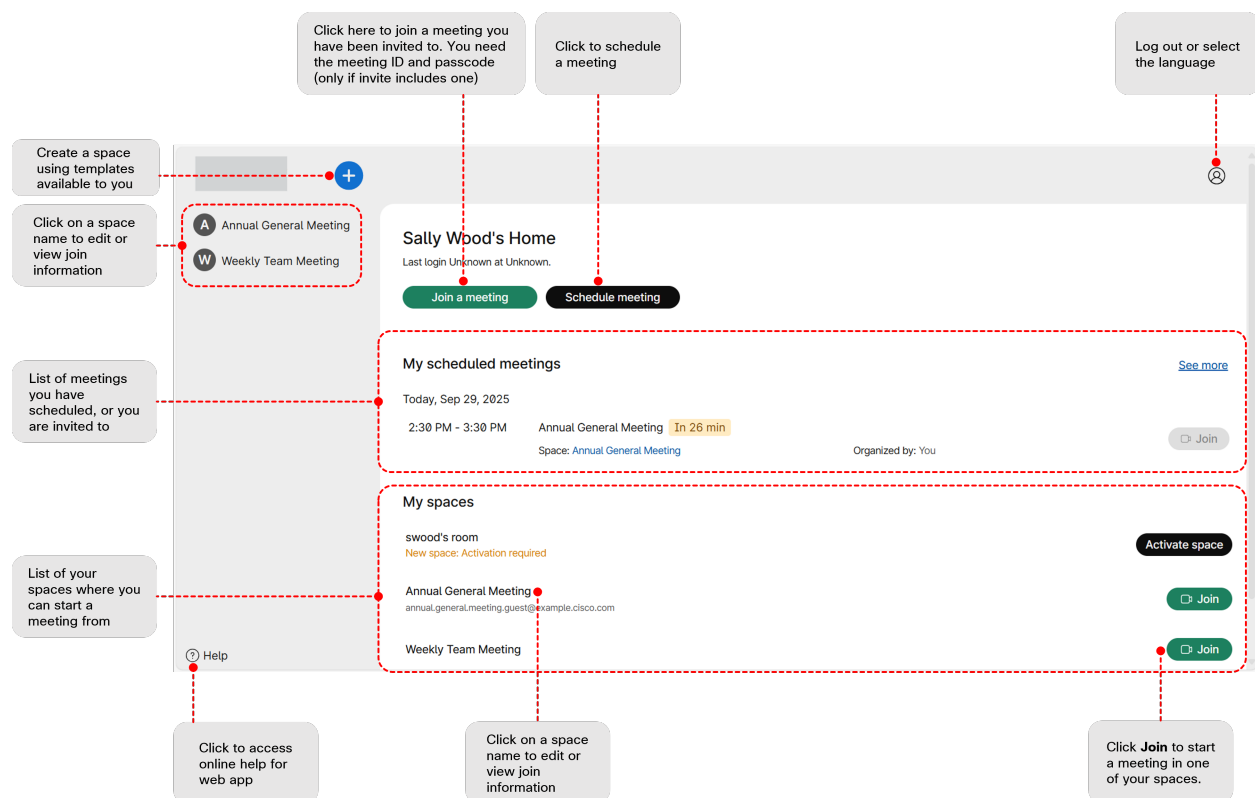 Click here to join a meeting you
have been invited to. You need
the meeting ID and passcode
(only if invite includes one)
Click to schedule
a meeting
Log out or select
the language
Create a space
using templates
available to you
Click on a space
name to edit or
view join
information
A Annual General Meeting
W Weekly Team Meeting
Sally Wood's Home
Last login Unknown at Unknown.
Join a meeting
Schedule meeting
List of meetings
you have
scheduled, or you
are invited to
My scheduled meetings
See more
Today, Sep 29, 2025
2:30 PM - 3:30 PM
Annual General Meeting In 26 min
Space: Annual General Meeting
Organized by: You
Join
List of your
spaces where you
can start a
meeting from
My spaces
swood's room
New space: Activation required
Activate space
Annual General Meeting
annual.general.meeting.guest@example.cisco.com
Join
Weekly Team Meeting
Join
? Help
Click to access
online help for
web app
Click on a space
name to edit or
view join
information
Click Join to start
a meeting in one
of your spaces.